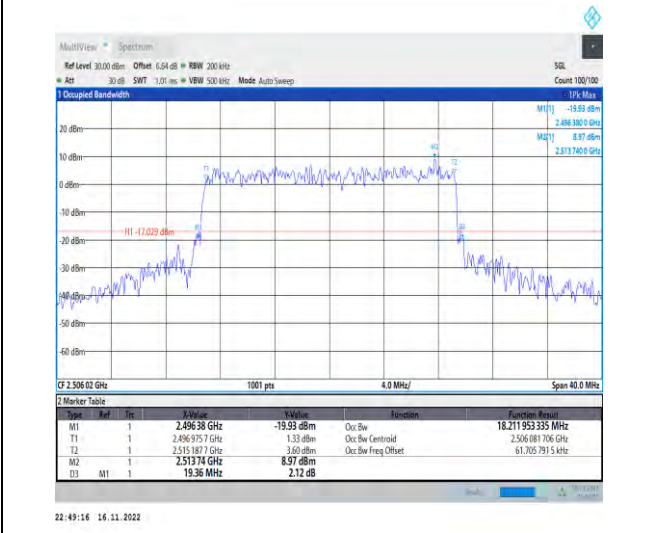 MultiView Spectrum
Ref Level 30.00 dBm Offset 6.64 dB RBW 200 kHz SGL
Att 30 dB SWT 1.01 ms VBW 500 kHz Mode Auto Sweep Count 100/100
1 Occupied Bandwidth 1Pk Max
M1[1] -19.93 dBm
2.496 380 0 GHz
M2[1] 8.97 dBm
2.513 740 0 GHz
20 dBm
10 dBm
0 dBm
-10 dBm
-20 dBm
-30 dBm
-40 dBm
-50 dBm
-60 dBm
M2
T1
T2
H1 -17.029 dBm
CF 2.506 02 GHz 1001 pts 4.0 MHz/ Span 40.0 MHz
2 Marker Table
Type Ref Trc X-Value Y-Value Function Function Result
M1 1 2.496 38 GHz -19.93 dBm Occ Bw 18.211 953 335 MHz
T1 1 2.496 975 7 GHz 1.33 dBm Occ Bw Centroid 2.506 081 706 GHz
T2 1 2.515 187 7 GHz 3.60 dBm Occ Bw Freq Offset 61.705 791 5 kHz
M2 1 2.513 74 GHz 8.97 dBm
D3 M1 1 19.36 MHz 2.12 dB
22:49:16 16.11.2022